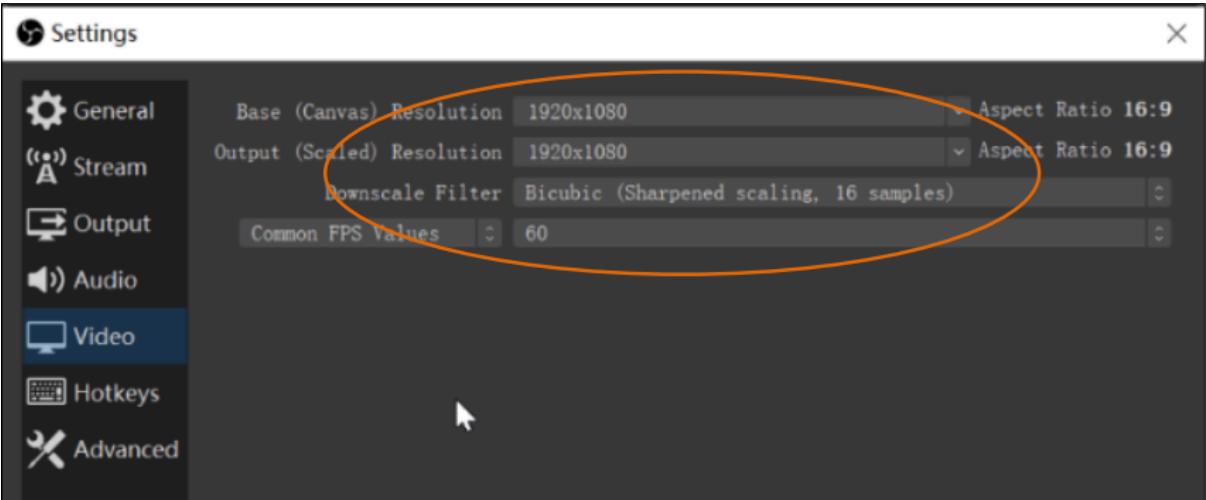 Settings
General
Stream
Output
Audio
Video
Hotkeys
Advanced
Base (Canvas) Resolution 1920x1080 Aspect Ratio 16:9
Output (Scaled) Resolution 1920x1080 Aspect Ratio 16:9
Downscale Filter Bicubic (Sharpened scaling, 16 samples)
Common FPS Values 60